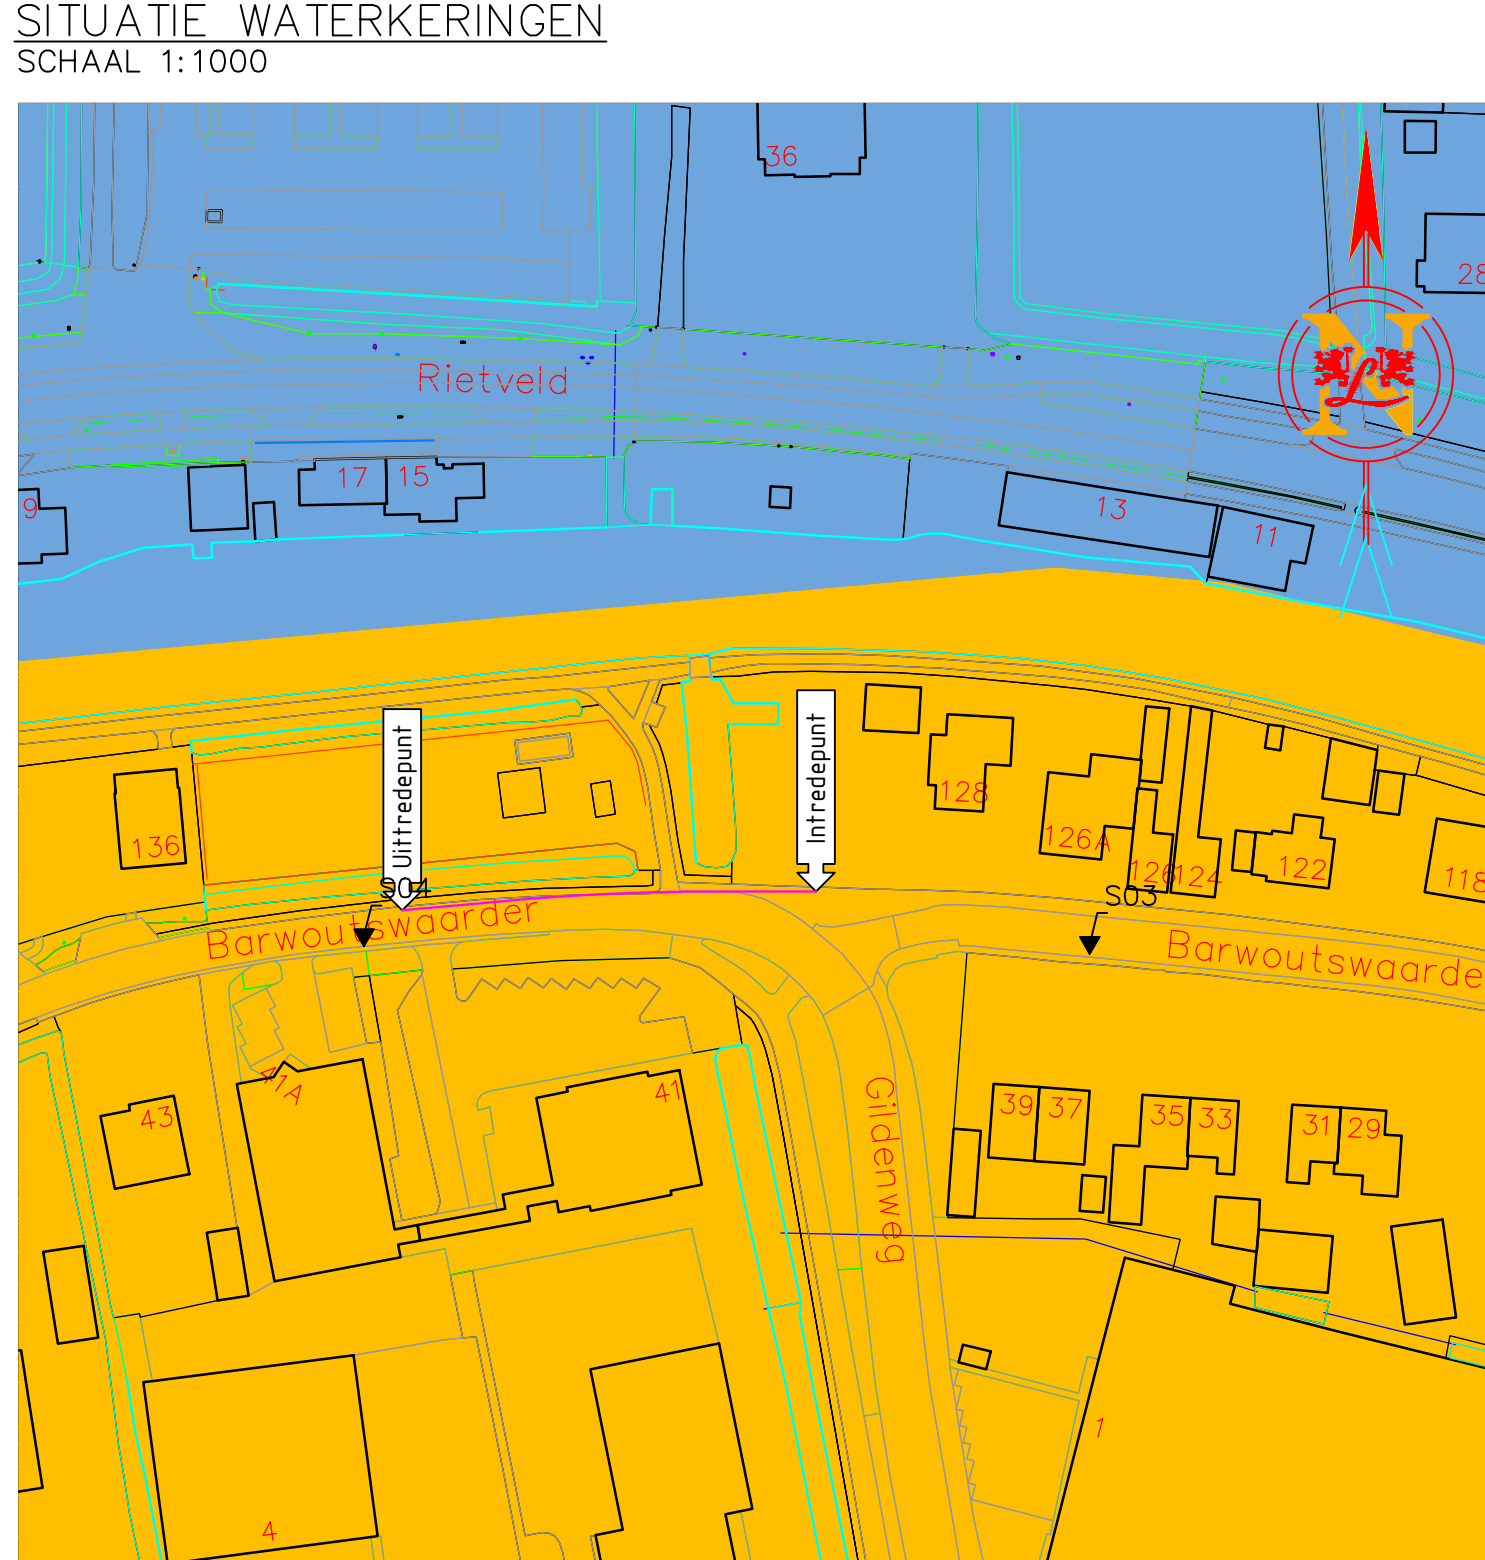 SITUATIE WATERKERINGEN
SCHAAL 1:1000
36
28
N
L
Rietveld
9
17
15
13
11
Uittredepunt
Intredepunt
136
128
126A
126
124
122
118
S04
S03
Barwoutswaarder
Barwoutswaarde
41A
43
41
Gildenweg
39
37
35
33
31
29
1
4